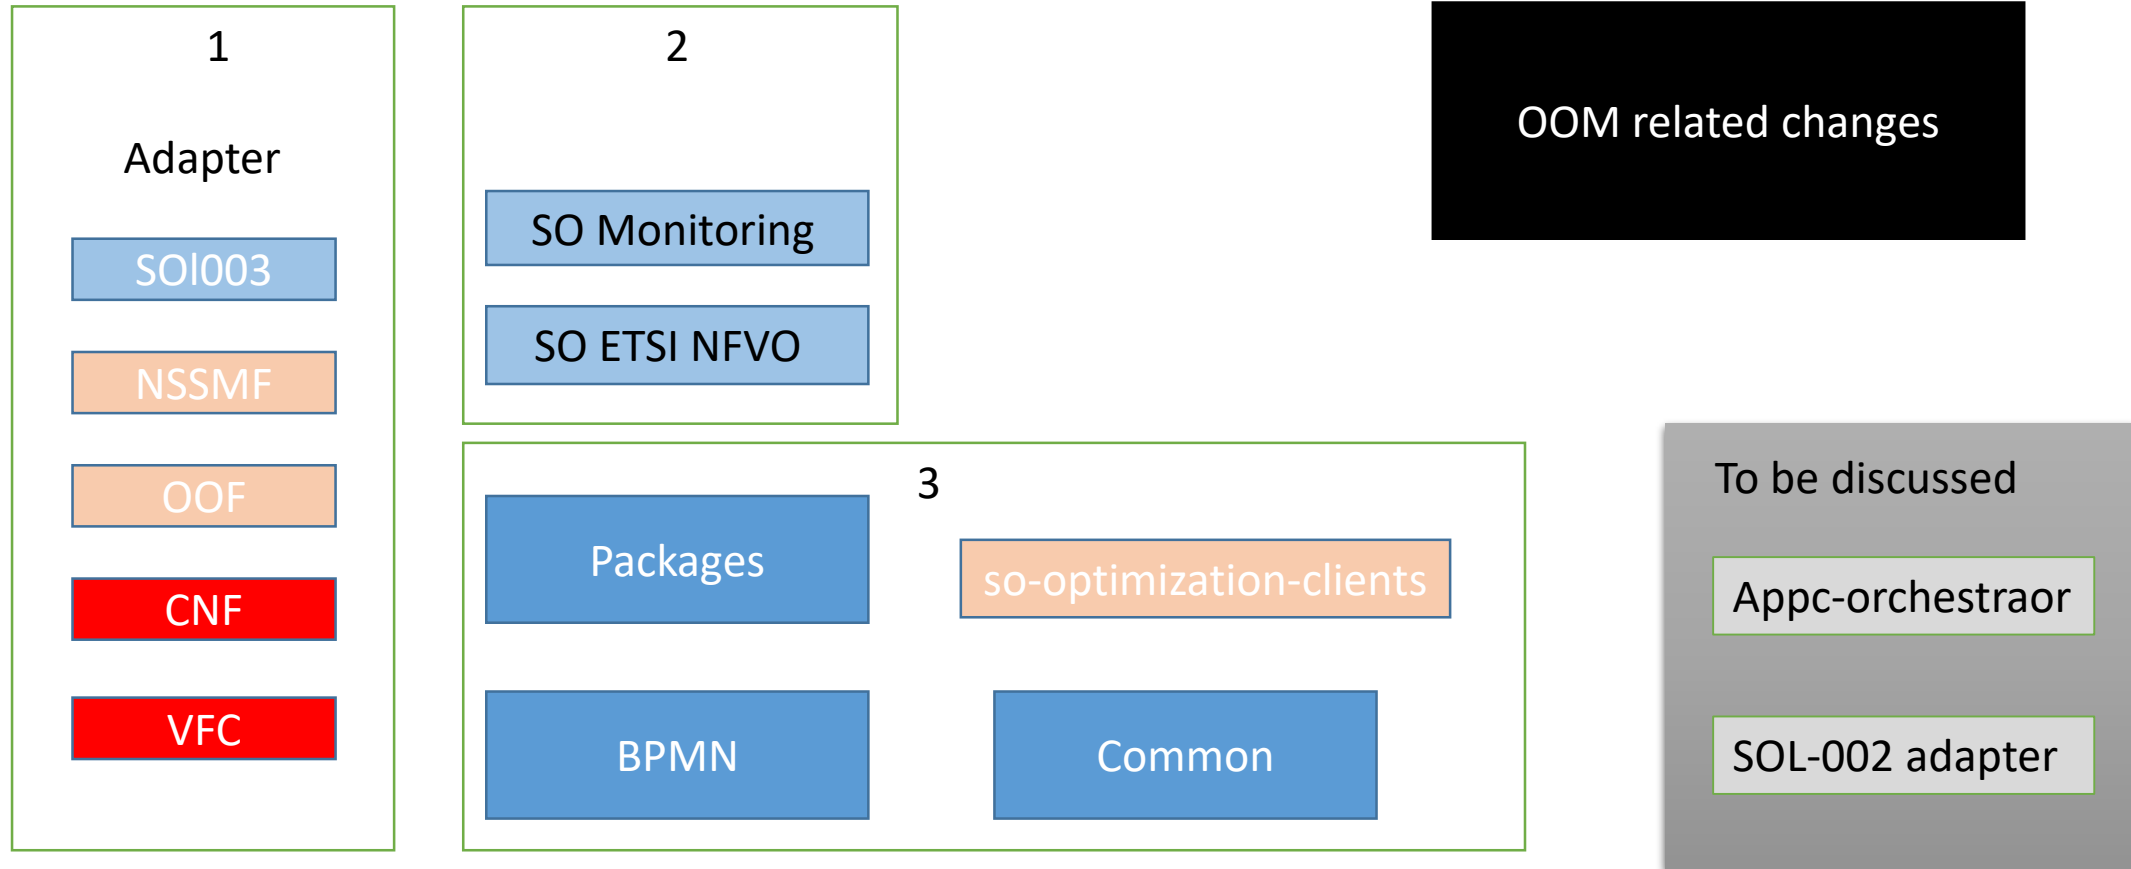 1
Adapter
SOl003
NSSMF
OOF
CNF
VFC
2
SO Monitoring
SO ETSI NFVO
3
Packages
so-optimization-clients
BPMN
Common
OOM related changes
To be discussed
Appc-orchestraor
SOL-002 adapter